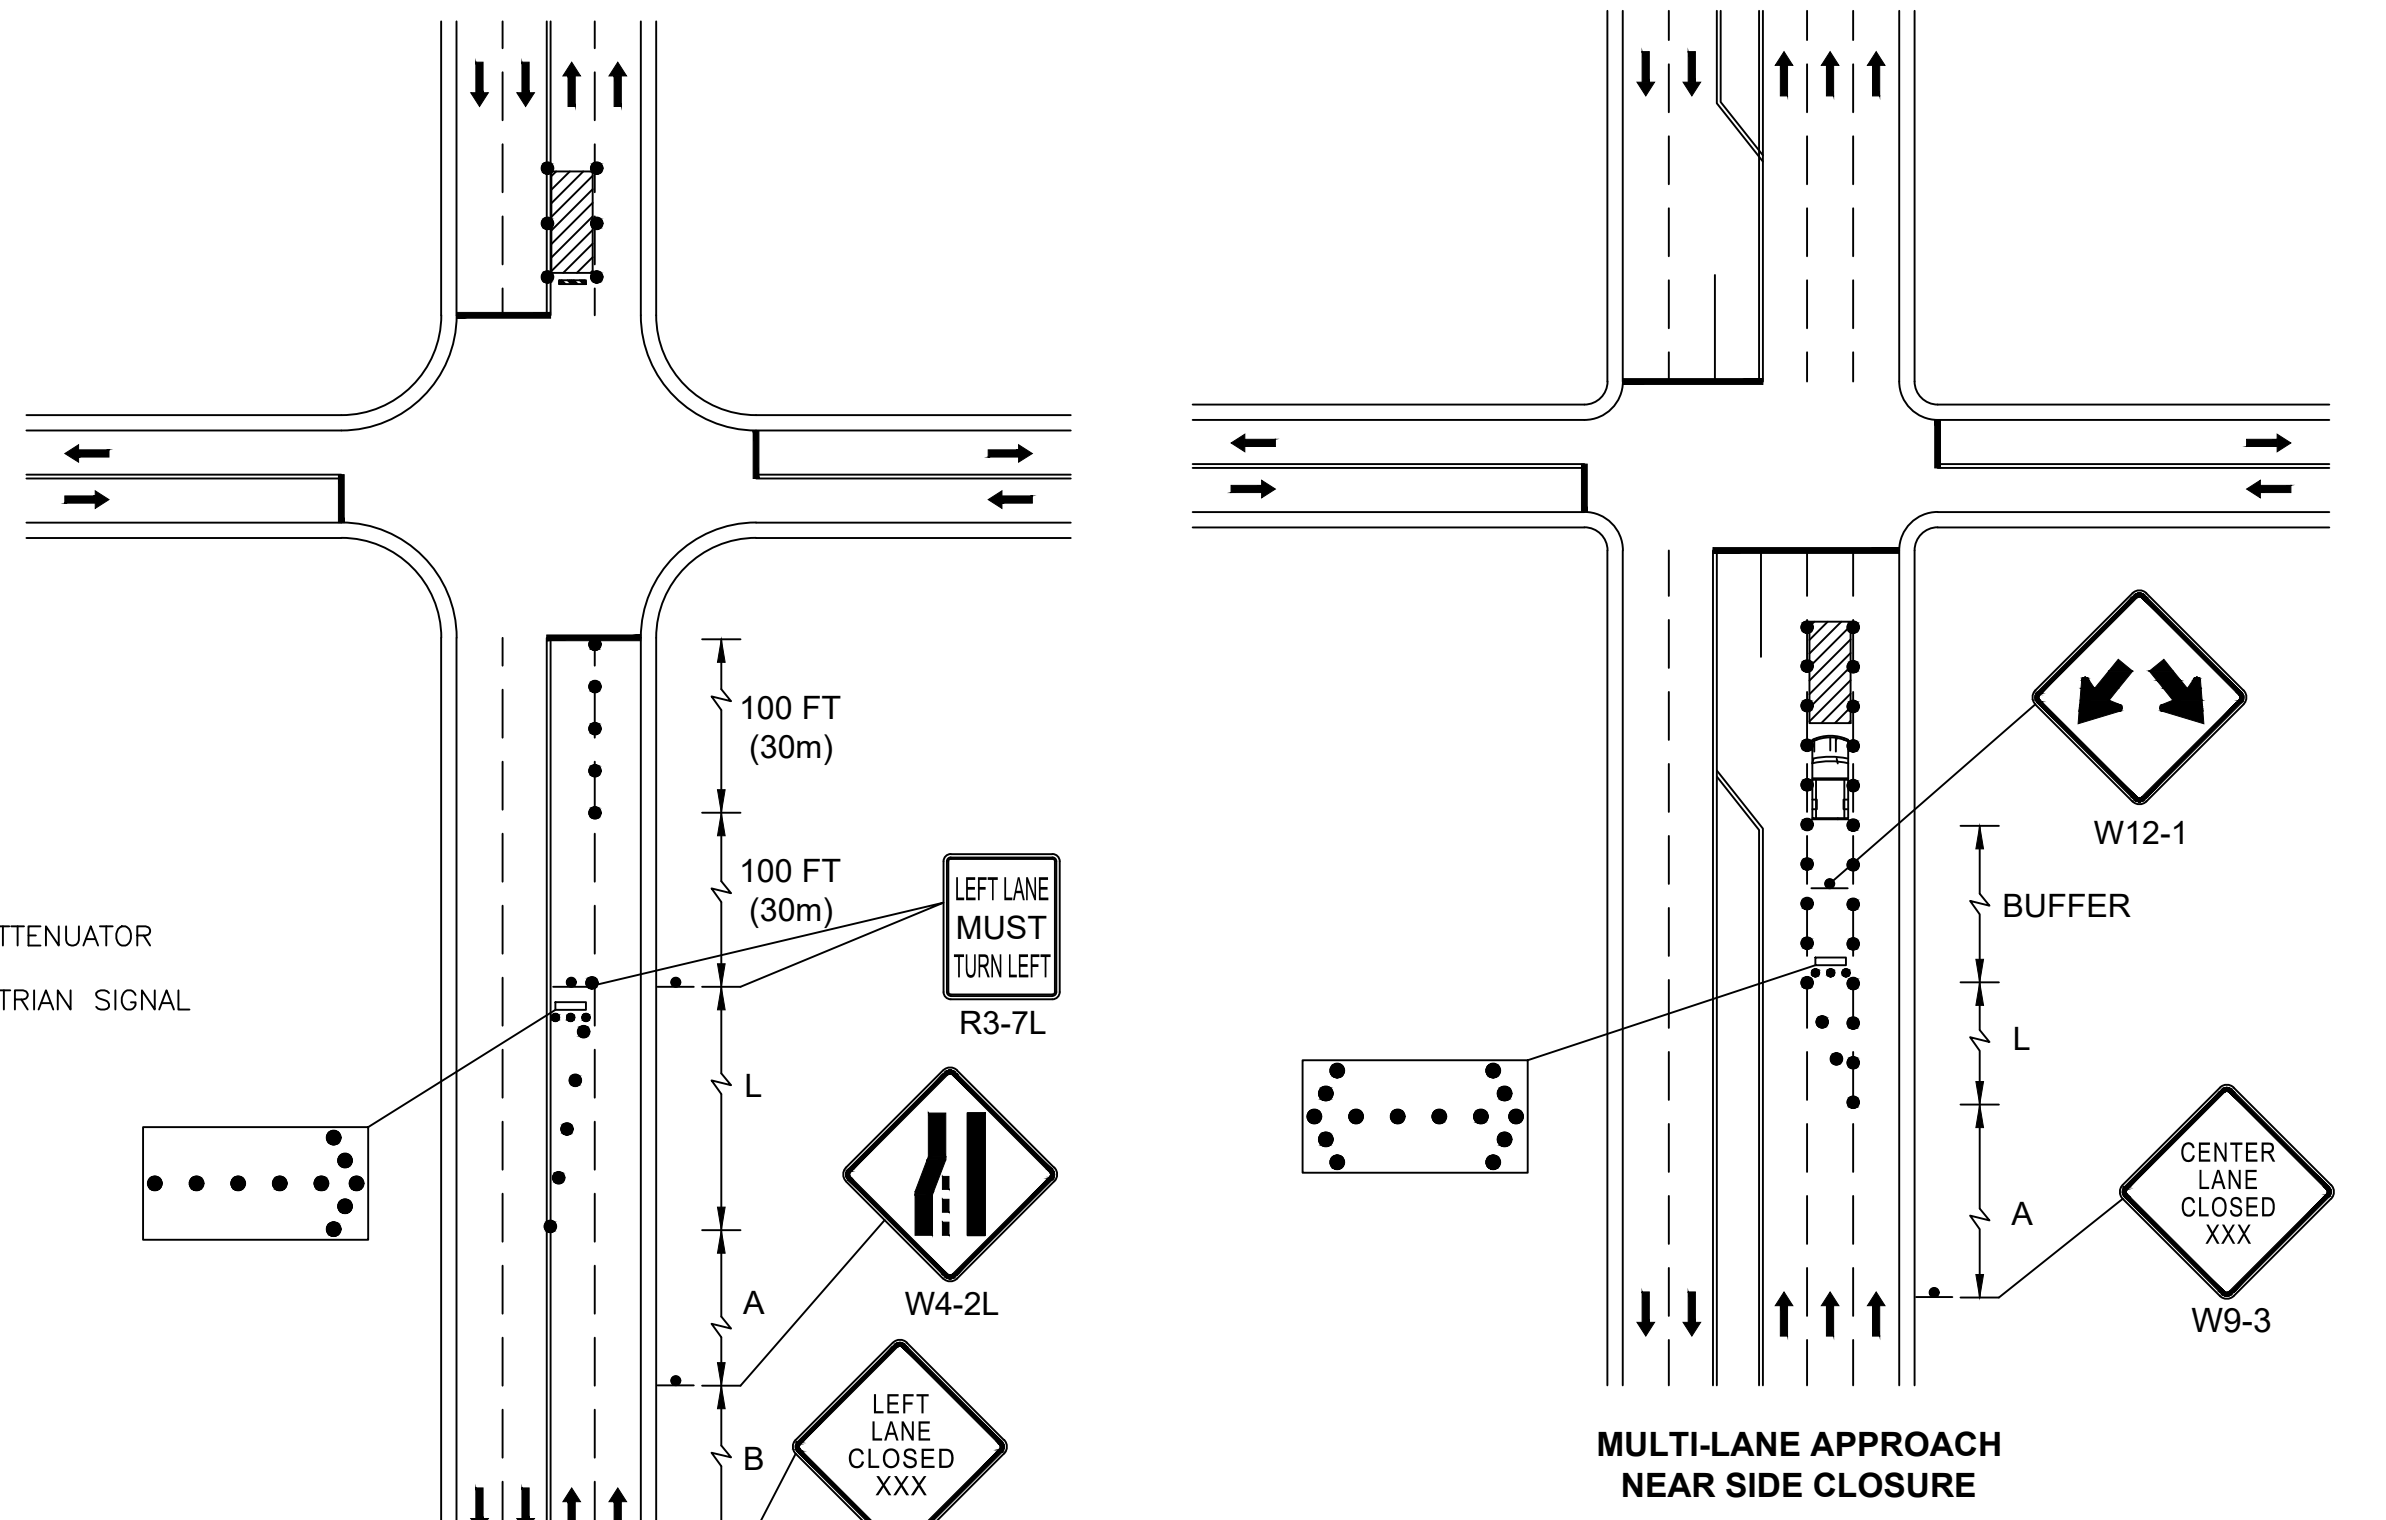 100 FT
(30m)
100 FT
(30m)
LEFT LANE
MUST
TURN LEFT
R3-7L
TTENUATOR
TRIAN SIGNAL
L
W4-2L
A
LEFT
LANE
CLOSED
XXX
B
W12-1
BUFFER
L
CENTER
LANE
CLOSED
XXX
A
W9-3
MULTI-LANE APPROACH
NEAR SIDE CLOSURE